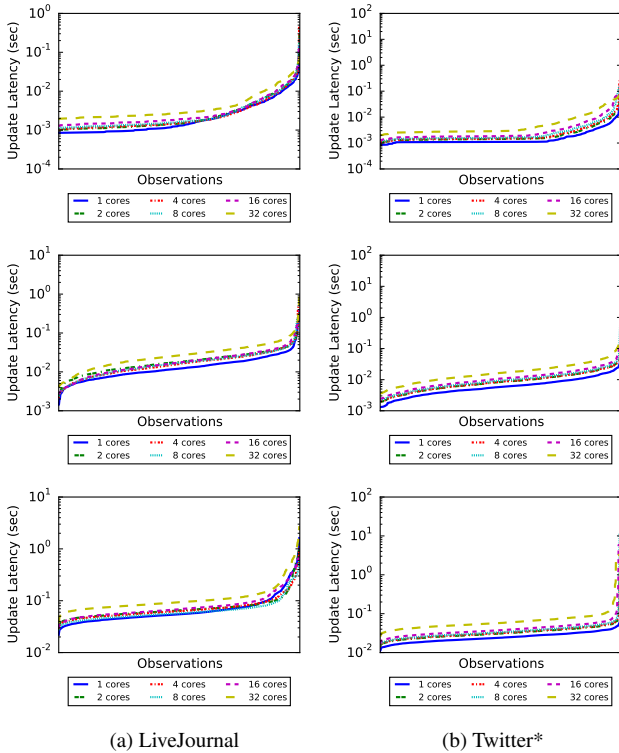 10^0
10^-1
10^-2
10^-3
10^-4
Update Latency (sec)
Observations
1 cores 4 cores 16 cores
2 cores 8 cores 32 cores
10^2
10^1
10^0
10^-1
10^-2
10^-3
10^-4
Update Latency (sec)
Observations
1 cores 4 cores 16 cores
2 cores 8 cores 32 cores
10^1
10^0
10^-1
10^-2
10^-3
Update Latency (sec)
Observations
1 cores 4 cores 16 cores
2 cores 8 cores 32 cores
10^2
10^1
10^0
10^-1
10^-2
10^-3
Update Latency (sec)
Observations
1 cores 4 cores 16 cores
2 cores 8 cores 32 cores
10^1
10^0
10^-1
10^-2
Update Latency (sec)
Observations
1 cores 4 cores 16 cores
2 cores 8 cores 32 cores
10^2
10^1
10^0
10^-1
10^-2
Update Latency (sec)
Observations
1 cores 4 cores 16 cores
2 cores 8 cores 32 cores
(a) LiveJournal
(b) Twitter*